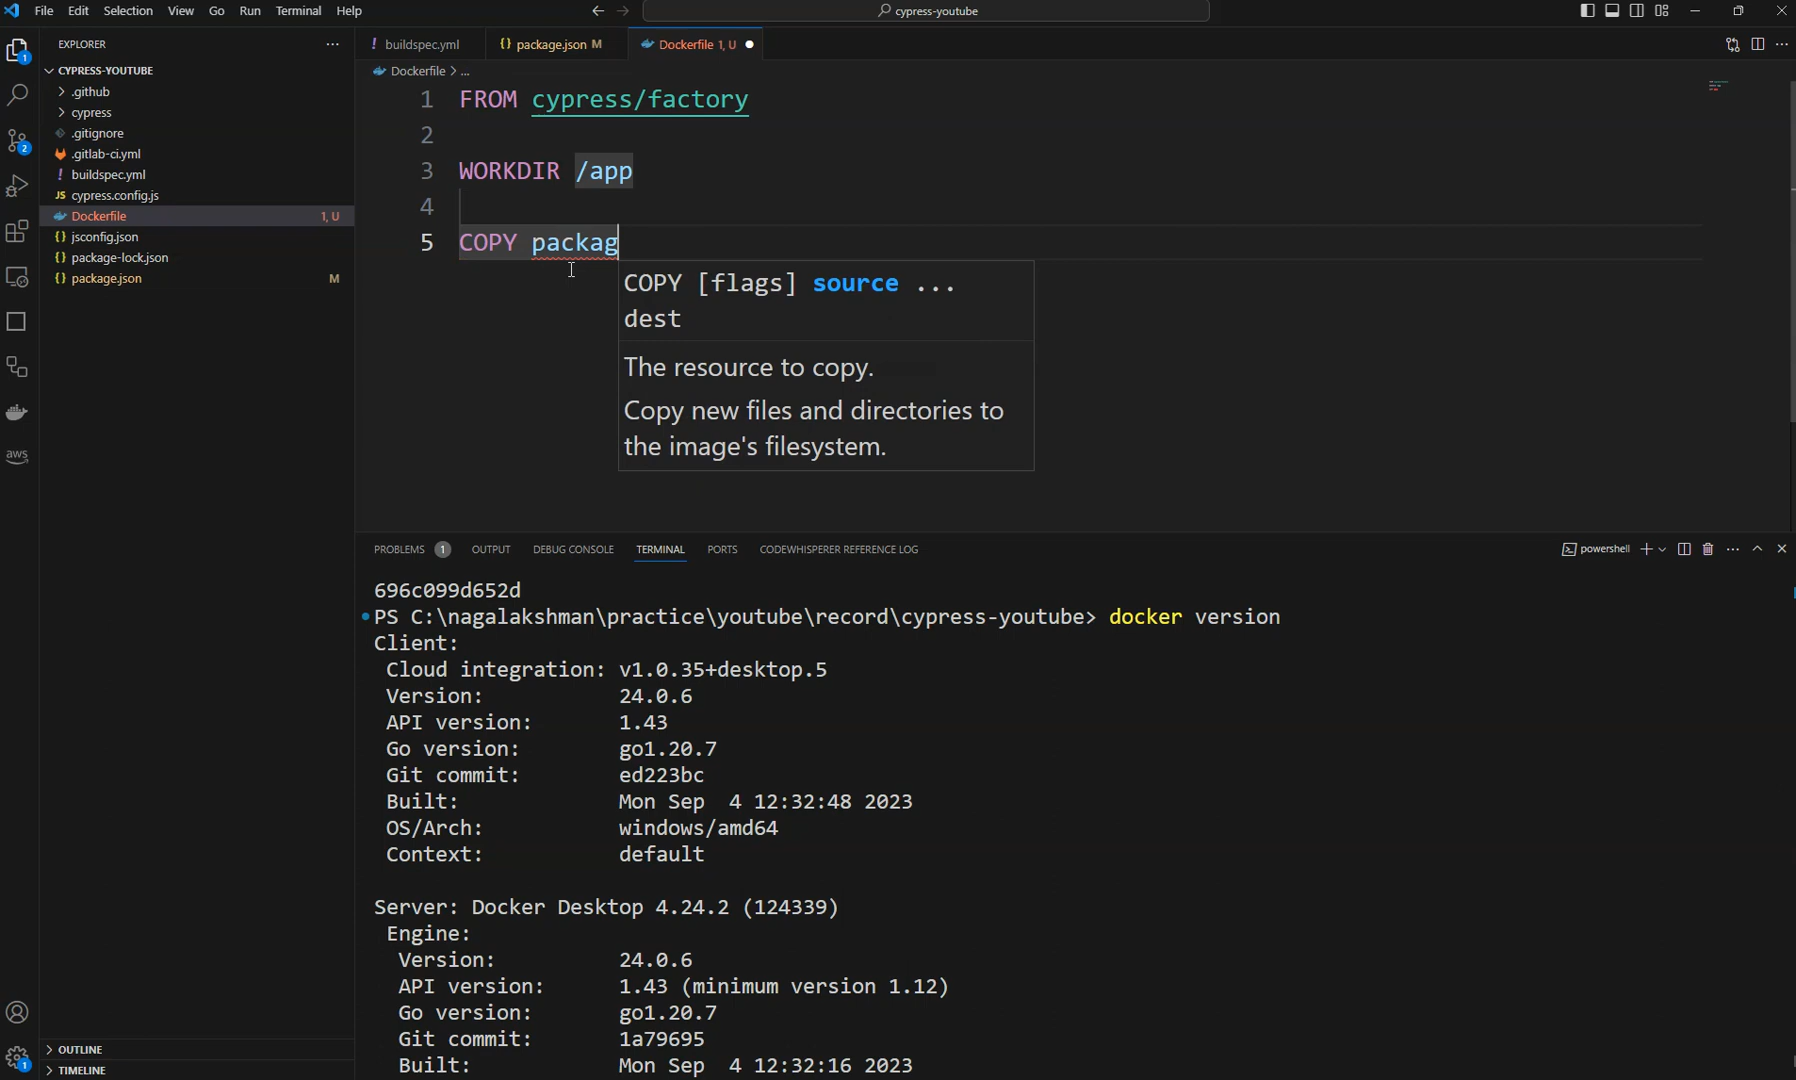 File Edit Selection View Go Run Terminal Help
cypress-youtube
EXPLORER
CYPRESS-YOUTUBE
.github
cypress
.gitignore
.gitlab-ci.yml
! buildspec.yml
JS cypress.config.js
Dockerfile 1, U
{} jsconfig.json
{} package-lock.json
{} package.json M
OUTLINE
TIMELINE
1
2
aws
1
! buildspec.yml {} package.json M Dockerfile 1, U
Dockerfile > ...
1 FROM cypress/factory
2
3 WORKDIR /app
4
5 COPY packag
COPY [flags] source ...
dest
The resource to copy.
Copy new files and directories to
the image's filesystem.
PROBLEMS 1 OUTPUT DEBUG CONSOLE TERMINAL PORTS CODEWHISPERER REFERENCE LOG
powershell
696c099d652d
PS C:\nagalakshman\practice\youtube\record\cypress-youtube> docker version
Client:
Cloud integration: v1.0.35+desktop.5
Version: 24.0.6
API version: 1.43
Go version: go1.20.7
Git commit: ed223bc
Built: Mon Sep 4 12:32:48 2023
OS/Arch: windows/amd64
Context: default
Server: Docker Desktop 4.24.2 (124339)
Engine:
Version: 24.0.6
API version: 1.43 (minimum version 1.12)
Go version: go1.20.7
Git commit: 1a79695
Built: Mon Sep 4 12:32:16 2023